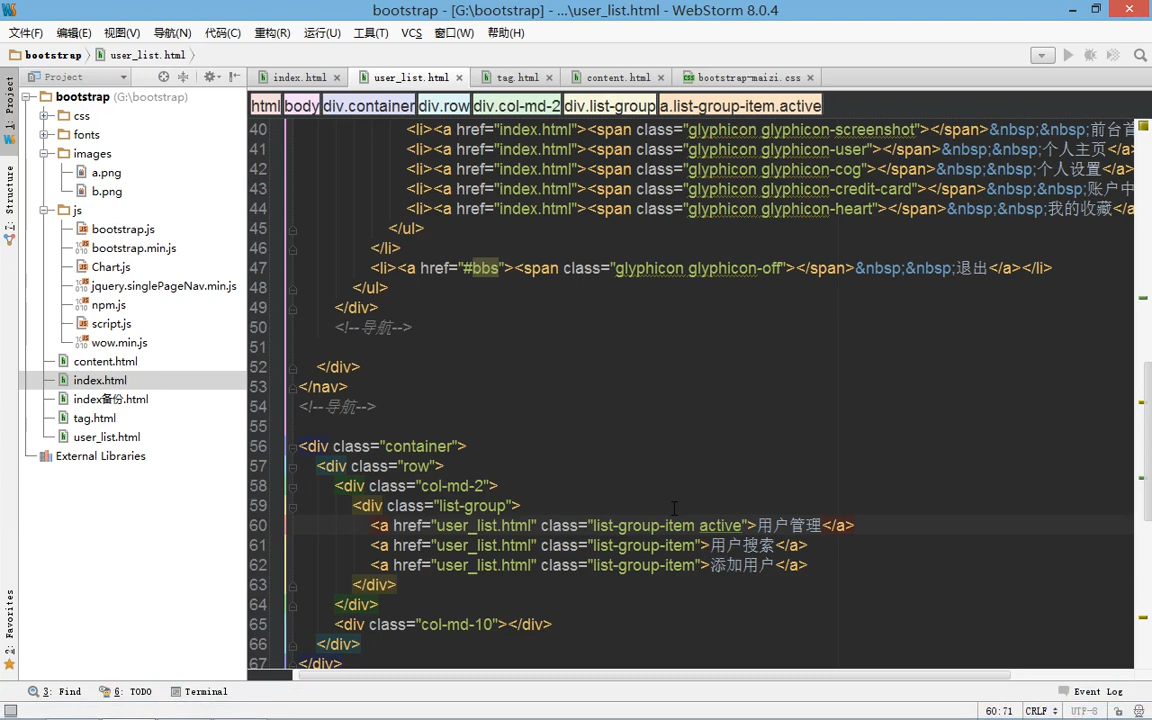 bootstrap - [G:\bootstrap] - ...\user_list.html - WebStorm 8.0.4
文件(F) 编辑(E) 视图(V) 导航(N) 代码(C) 重构(R) 运行(U) 工具(T) VCS 窗口(W) 帮助(H)
bootstrap user_list.html
Project
index.html user_list.html tag.html content.html bootstrap-maizi.css
html body div.container div.row div.col-md-2 div.list-group a.list-group-item.active
1: Project
7: Structure
2: Favorites
bootstrap (G:\bootstrap)
css
fonts
images
a.png
b.png
js
bootstrap.js
bootstrap.min.js
Chart.js
jquery.singlePageNav.min.js
npm.js
script.js
wow.min.js
content.html
index.html
index备份.html
tag.html
user_list.html
External Libraries
40 <li><a href="index.html"><span class="glyphicon glyphicon-screenshot"></span>&nbsp;&nbsp;前台首
41 <li><a href="index.html"><span class="glyphicon glyphicon-user"></span>&nbsp;&nbsp;个人主页</a>
42 <li><a href="index.html"><span class="glyphicon glyphicon-cog"></span>&nbsp;&nbsp;个人设置</a>
43 <li><a href="index.html"><span class="glyphicon glyphicon-credit-card"></span>&nbsp;&nbsp;账户中
44 <li><a href="index.html"><span class="glyphicon glyphicon-heart"></span>&nbsp;&nbsp;我的收藏</a
45 </ul>
46 </li>
47 <li><a href="#bbs"><span class="glyphicon glyphicon-off"></span>&nbsp;&nbsp;退出</a></li>
48 </ul>
49 </div>
50 <!--导航-->
51
52 </div>
53 </nav>
54 <!--导航-->
55
56 <div class="container">
57 <div class="row">
58 <div class="col-md-2">
59 <div class="list-group">
60 <a href="user_list.html" class="list-group-item active">用户管理</a>
61 <a href="user_list.html" class="list-group-item">用户搜索</a>
62 <a href="user_list.html" class="list-group-item">添加用户</a>
63 </div>
64 </div>
65 <div class="col-md-10"></div>
66 </div>
67 </div>
3: Find 6: TODO Terminal Event Log
60:71 CRLF UTF-8